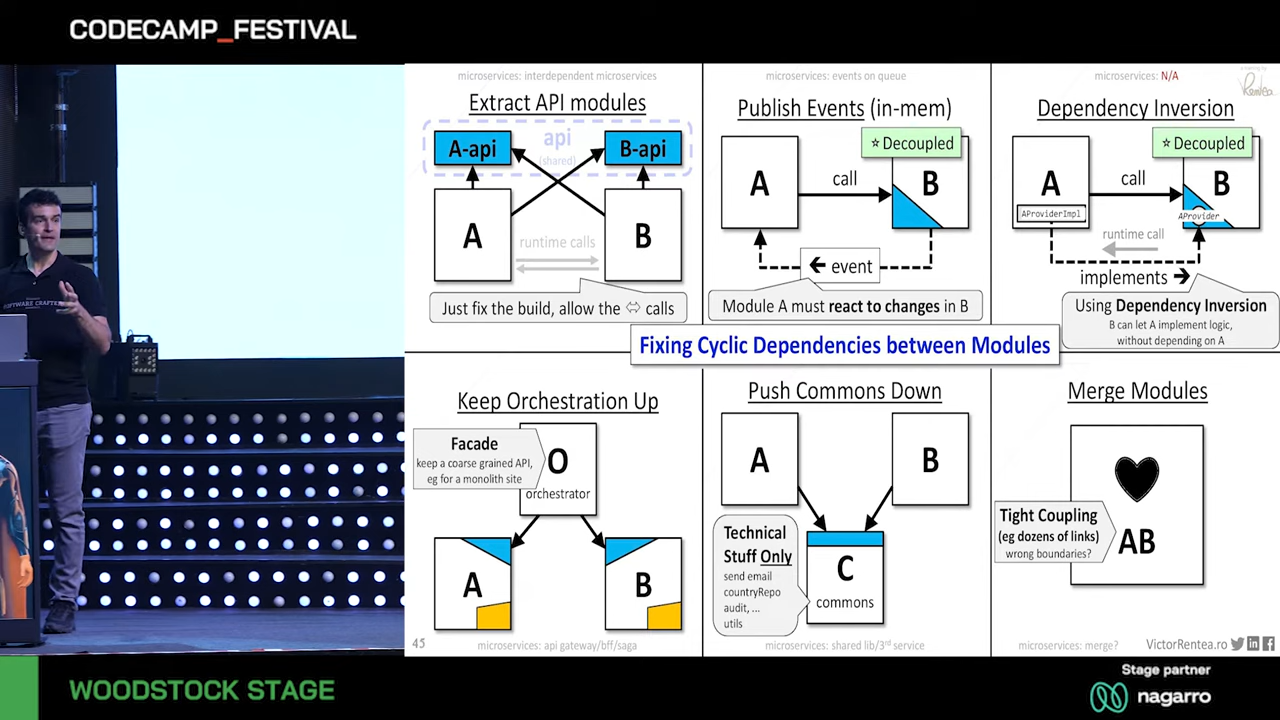 CODECAMP_FESTIVAL
SOFTWARE CRAFTER
microservices: interdependent microservices
Extract API modules
api
(shared)
A-api
B-api
A
runtime calls
B
Just fix the build, allow the ⬄ calls
microservices: events on queue
Publish Events (in-mem)
☆ Decoupled
A
call
B
← event
Module A must react to changes in B
microservices: N/A
Rentea
Dependency Inversion
☆ Decoupled
A
call
B
AProviderImpl
AProvider
runtime call
implements →
Using Dependency Inversion
B can let A implement logic,
without depending on A
Fixing Cyclic Dependencies between Modules
Keep Orchestration Up
Facade
keep a coarse grained API,
eg for a monolith site
O
orchestrator
A
B
45
microservices: api gateway/bff/saga
Push Commons Down
A
B
Technical
Stuff Only
send email
countryRepo
audit, ...
utils
C
commons
microservices: shared lib/3rd service
Merge Modules
Tight Coupling
(eg dozens of links)
wrong boundaries?
AB
microservices: merge?
VictorRentea.ro
WOODSTOCK STAGE
Stage partner
nagarro